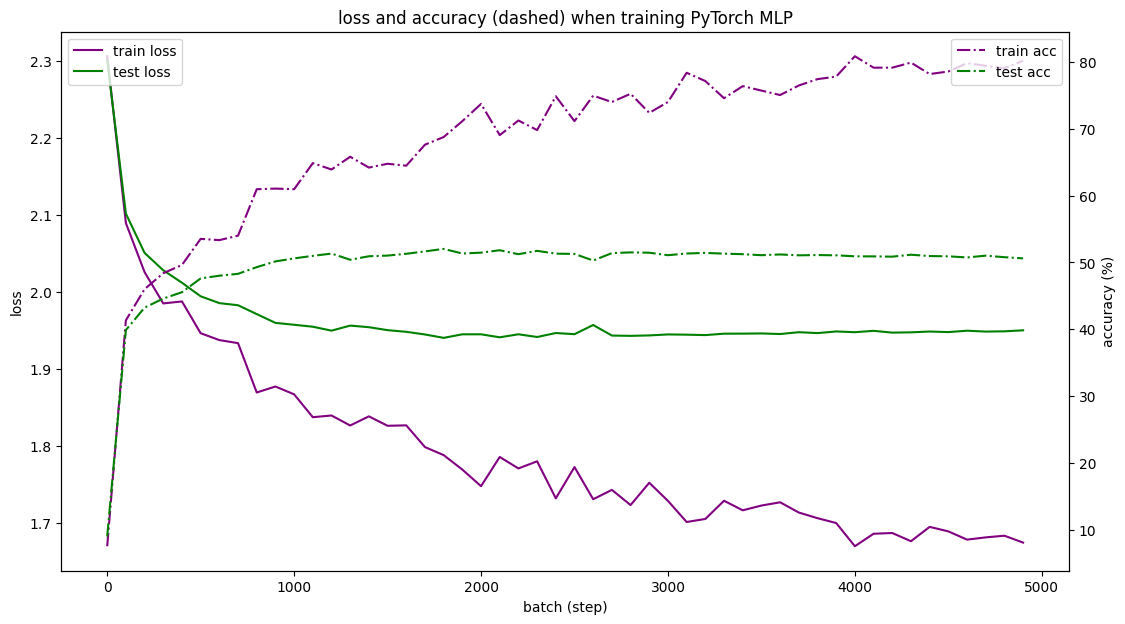 loss and accuracy (dashed) when training PyTorch MLP
train loss
test loss
train acc
test acc
2.3
2.2
2.1
2.0
1.9
1.8
1.7
loss
80
70
60
50
40
30
20
10
accuracy (%)
0
1000
2000
3000
4000
5000
batch (step)